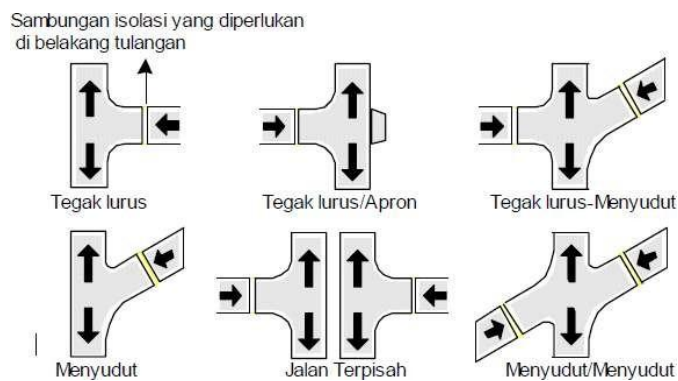 Sambungan isolasi yang diperlukan
di belakang tulangan
Tegak lurus
Tegak lurus/Apron
Tegak lurus-Menyudut
Menyudut
Jalan Terpisah
Menyudut/Menyudut